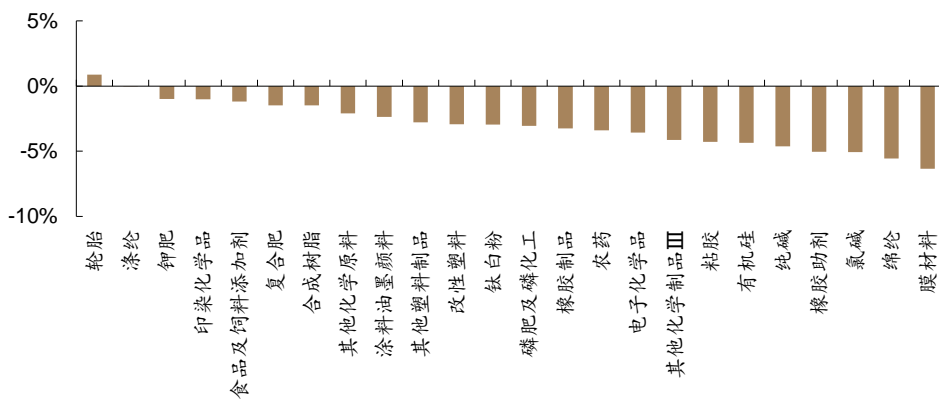 5%
0%
-5%
-10%
轮胎
涤纶
钾肥
印染化学品
食品及饲料添加剂
复合肥
合成树脂
其他化学原料
涂料油墨颜料
其他塑料制品
改性塑料
钛白粉
磷肥及磷化工
橡胶制品
农药
电子化学品
其他化学制品Ⅲ
粘胶
有机硅
纯碱
橡胶助剂
氯碱
绵纶
膜材料